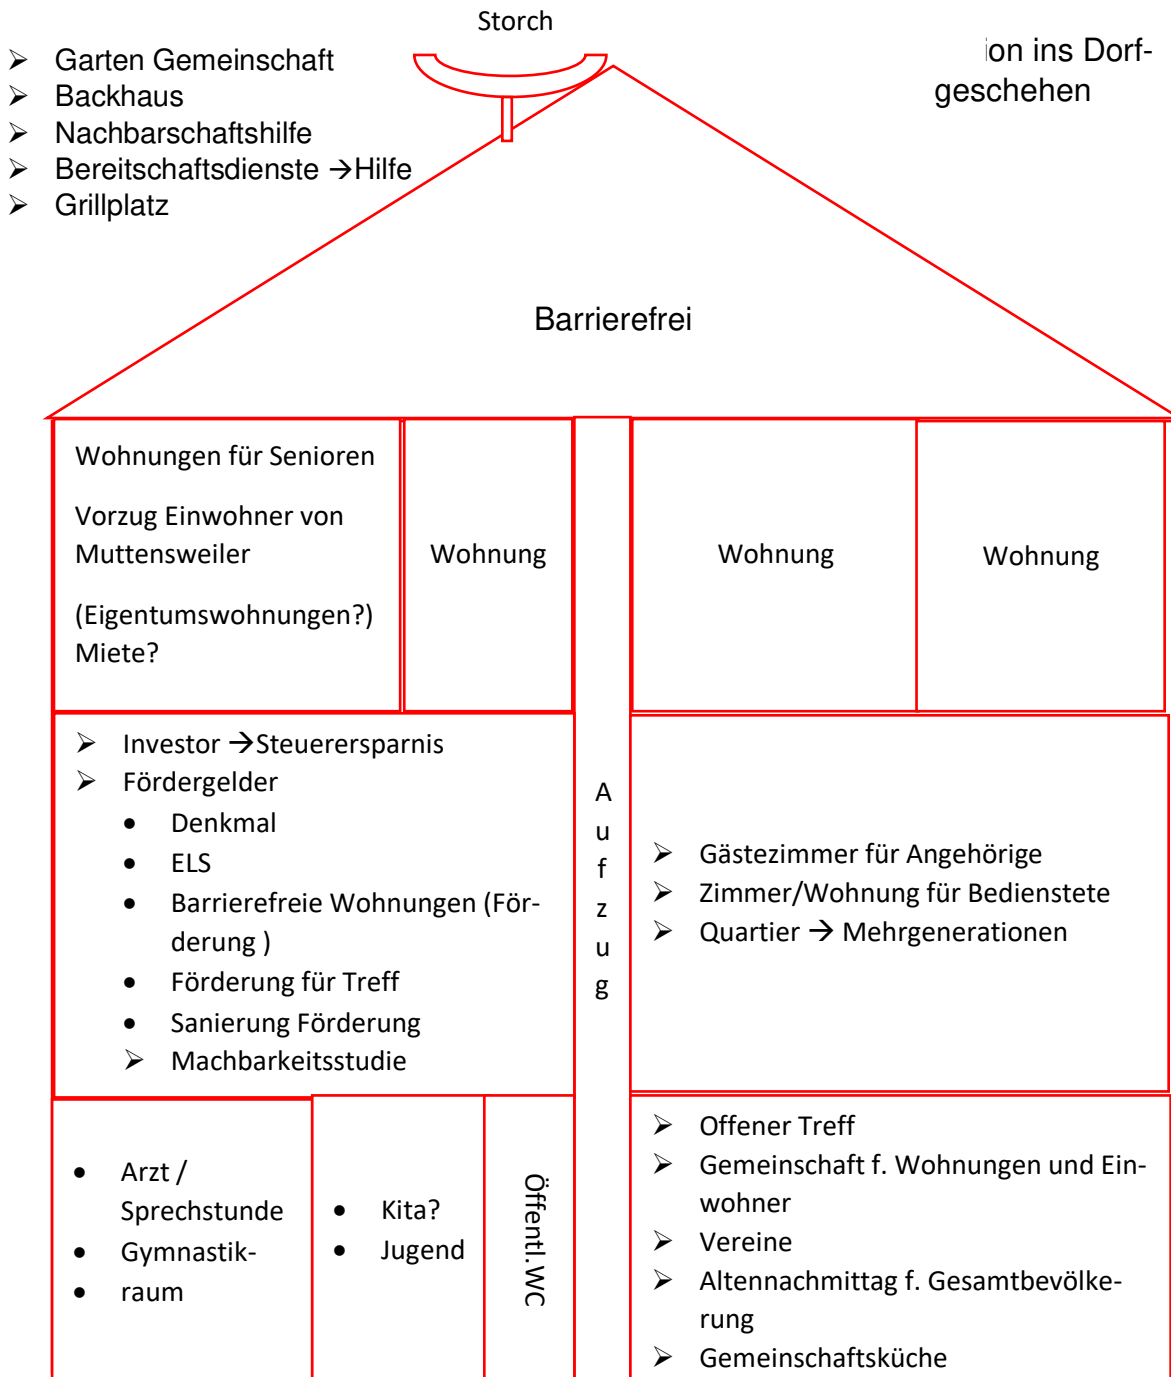 Storch
➢ Garten Gemeinschaft
➢ Backhaus
➢ Nachbarschaftshilfe
➢ Bereitschaftsdienste →Hilfe
➢ Grillplatz
ion ins Dorf-
geschehen
Barrierefrei
Wohnungen für Senioren
Vorzug Einwohner von
Muttensweiler
(Eigentumswohnungen?)
Miete?
Wohnung
Wohnung
Wohnung
➢ Investor →Steuerersparnis
➢ Fördergelder
• Denkmal
• ELS
• Barrierefreie Wohnungen (För-
derung )
• Förderung für Treff
• Sanierung Förderung
➢ Machbarkeitsstudie
Aufzug
➢ Gästezimmer für Angehörige
➢ Zimmer/Wohnung für Bedienstete
➢ Quartier → Mehrgenerationen
• Arzt /
Sprechstunde
• Gymnastik-
• raum
• Kita?
• Jugend
Öffentl.WC
➢ Offener Treff
➢ Gemeinschaft f. Wohnungen und Ein-
wohner
➢ Vereine
➢ Altennachmittag f. Gesamtbevölke-
rung
➢ Gemeinschaftsküche